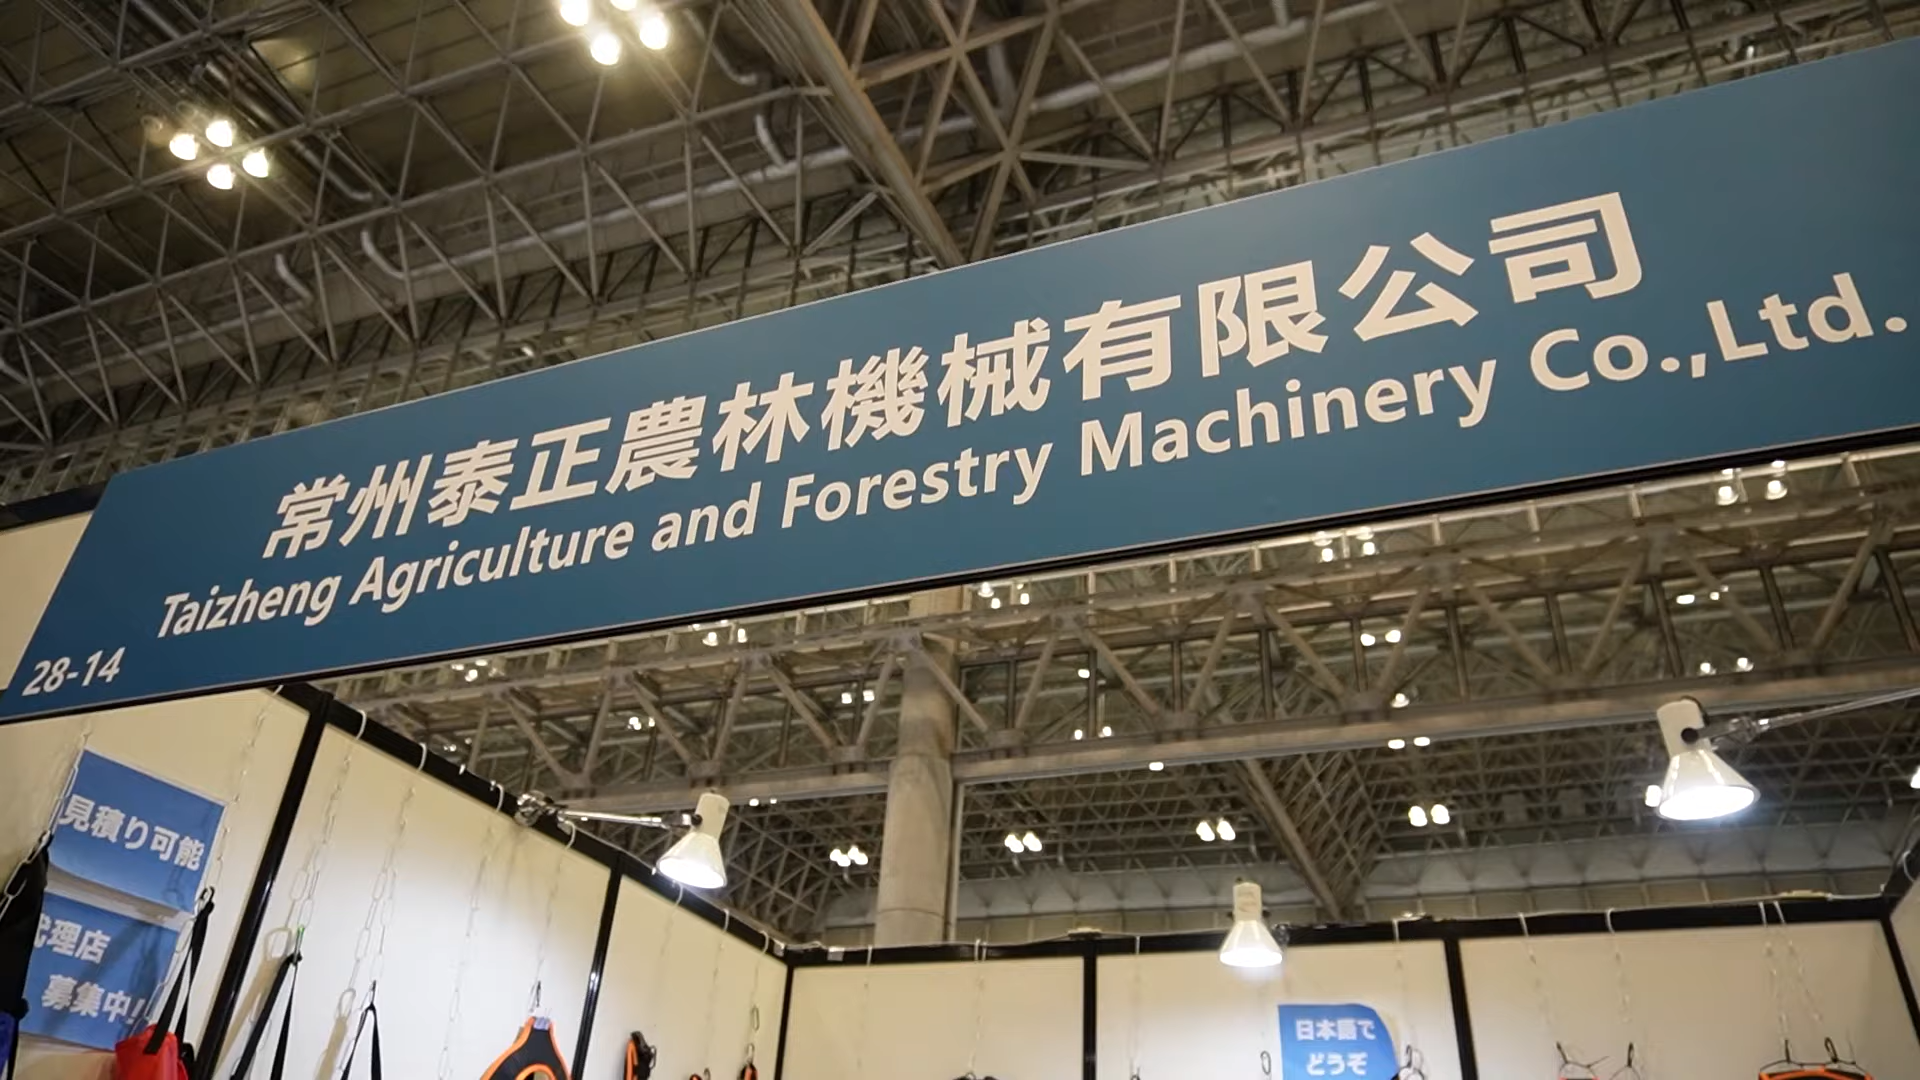 常州泰正農林機械有限公司
Taizheng Agriculture and Forestry Machinery Co.,Ltd.
28-14
見積り可能
代理店
募集中!
日本語で
どうぞ